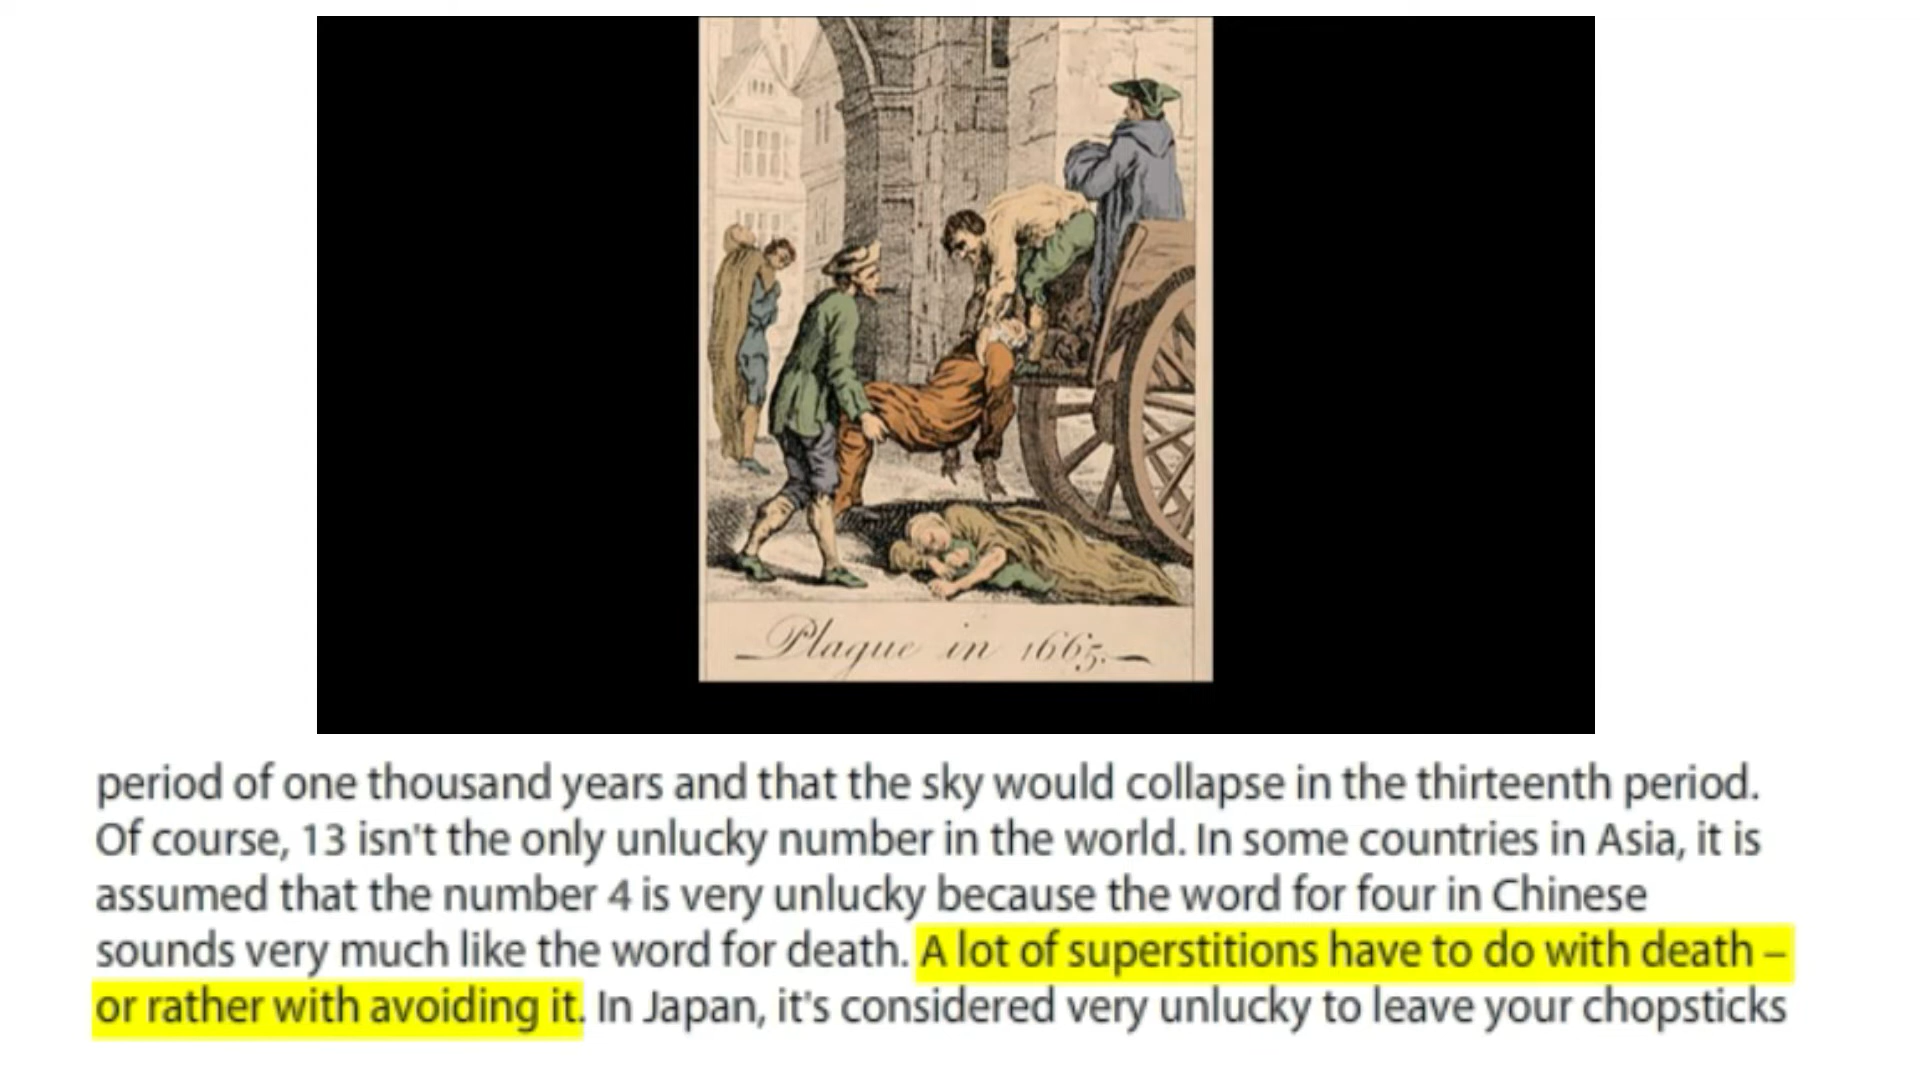 Plague in 1665.
period of one thousand years and that the sky would collapse in the thirteenth period.
Of course, 13 isn't the only unlucky number in the world. In some countries in Asia, it is
assumed that the number 4 is very unlucky because the word for four in Chinese
sounds very much like the word for death. A lot of superstitions have to do with death –
or rather with avoiding it. In Japan, it's considered very unlucky to leave your chopsticks